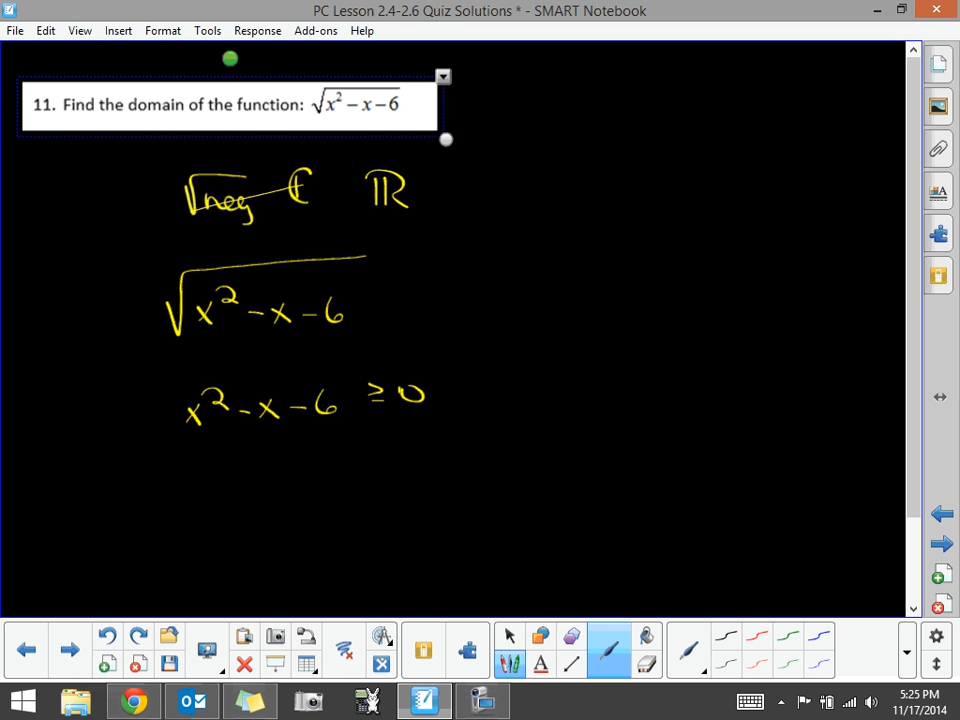 PC Lesson 2.4-2.6 Quiz Solutions * - SMART Notebook
File Edit View Insert Format Tools Response Add-ons Help
11. Find the domain of the function: √(x² − x − 6)
√neg ℂ ℝ
√(x² − x − 6)
x² − x − 6 ≥ 0
5:25 PM
11/17/2014